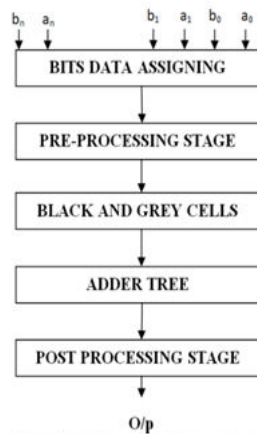 bn an b1 a1 b0 a0
BITS DATA ASSIGNING
PRE-PROCESSING STAGE
BLACK AND GREY CELLS
ADDER TREE
POST PROCESSING STAGE
O/p